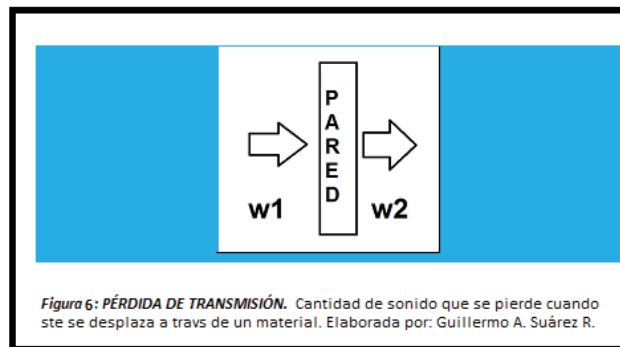 PARED
w1
w2
Figura 6: PÉRDIDA DE TRANSMISIÓN. Cantidad de sonido que se pierde cuando
ste se desplaza a travs de un material. Elaborada por: Guillermo A. Suárez R.